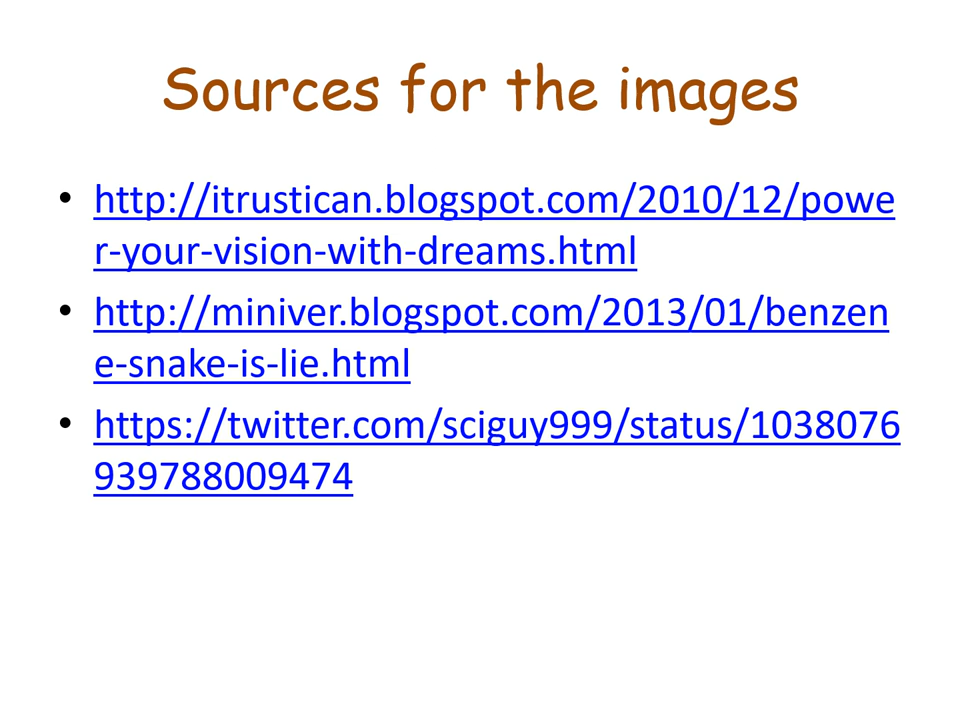 Sources for the images
• http://itrustican.blogspot.com/2010/12/powe
r-your-vision-with-dreams.html
• http://miniver.blogspot.com/2013/01/benzen
e-snake-is-lie.html
• https://twitter.com/sciguy999/status/1038076
939788009474